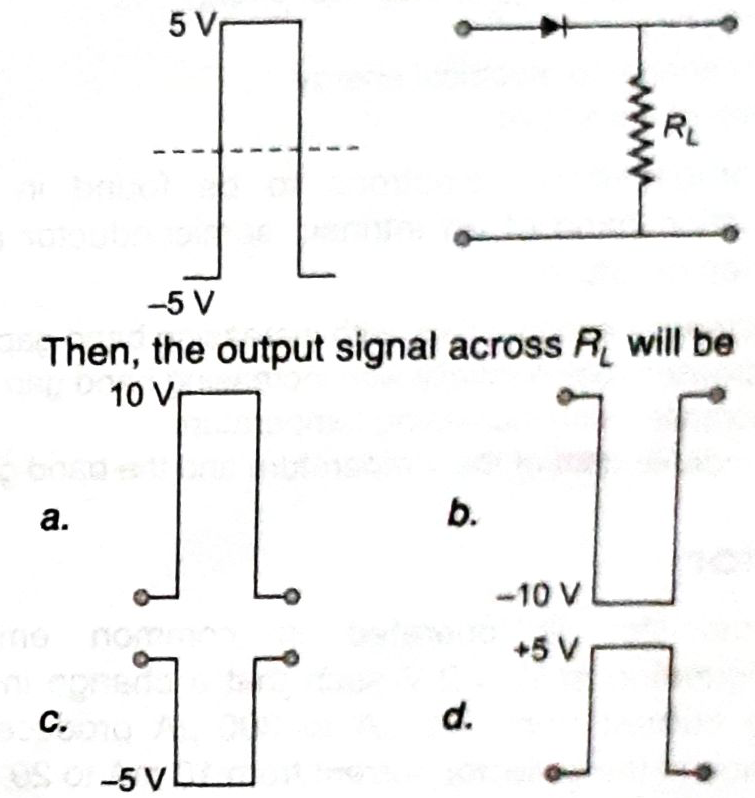 5 V
R_L
–5 V
Then, the output signal across R_L will be
10 V
a.
b.
–10 V
+5 V
c.
d.
–5 V